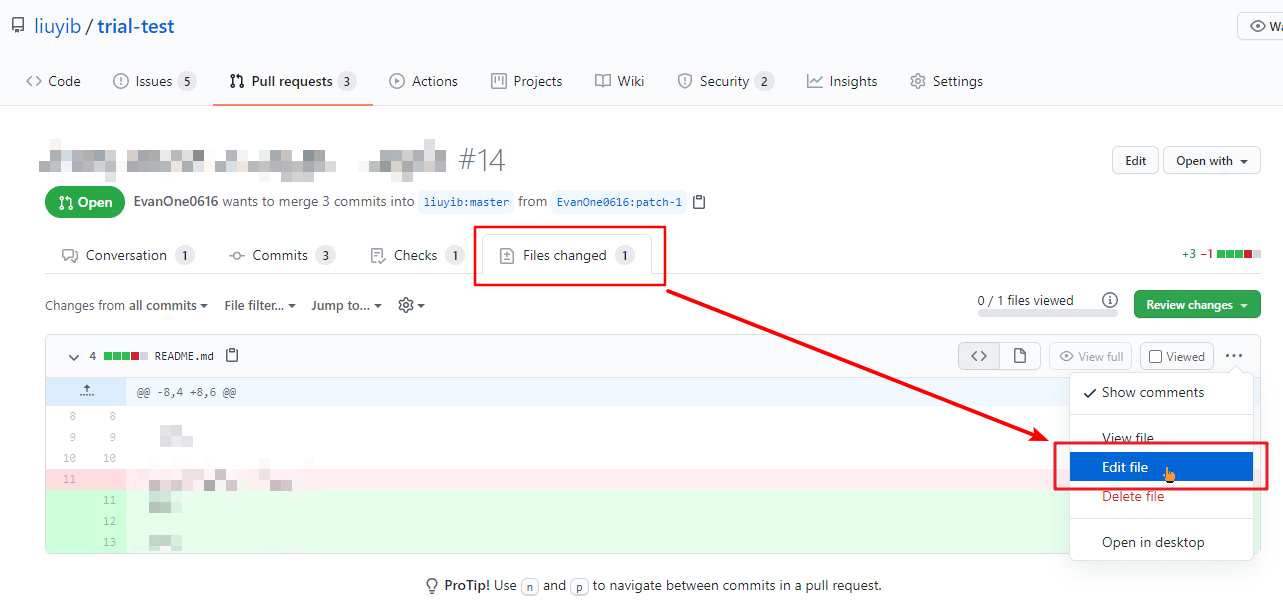 liuyib / trial-test
Wa
Code Issues 5 Pull requests 3 Actions Projects Wiki Security 2 Insights Settings
#14
Edit Open with
Open EvanOne0616 wants to merge 3 commits into liuyib:master from EvanOne0616:patch-1
Conversation 1 Commits 3 Checks 1 Files changed 1
+3 −1
Changes from all commits File filter... Jump to...
0 / 1 files viewed
Review changes
4 README.md
View full Viewed
@@ -8,4 +8,6 @@
8 8
9 9
10 10
11
11
12
13
Show comments
View file
Edit file
Delete file
Open in desktop
ProTip! Use n and p to navigate between commits in a pull request.